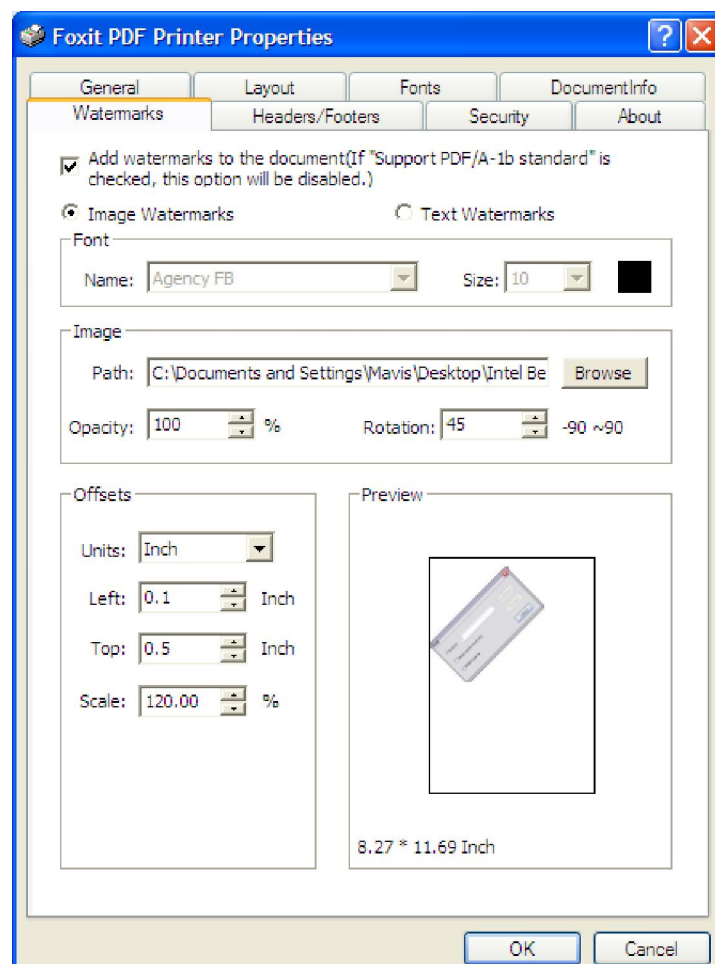 Foxit PDF Printer Properties
General Layout Fonts DocumentInfo
Watermarks Headers/Footers Security About
Add watermarks to the document(If "Support PDF/A-1b standard" is
checked, this option will be disabled.)
Image Watermarks Text Watermarks
Font
Name: Agency FB Size: 10
Image
Path: C:\Documents and Settings\Mavis\Desktop\Intel Be Browse
Opacity: 100 % Rotation: 45 -90 ~90
Offsets
Units: Inch
Left: 0.1 Inch
Top: 0.5 Inch
Scale: 120.00 %
Preview
8.27 * 11.69 Inch
OK Cancel